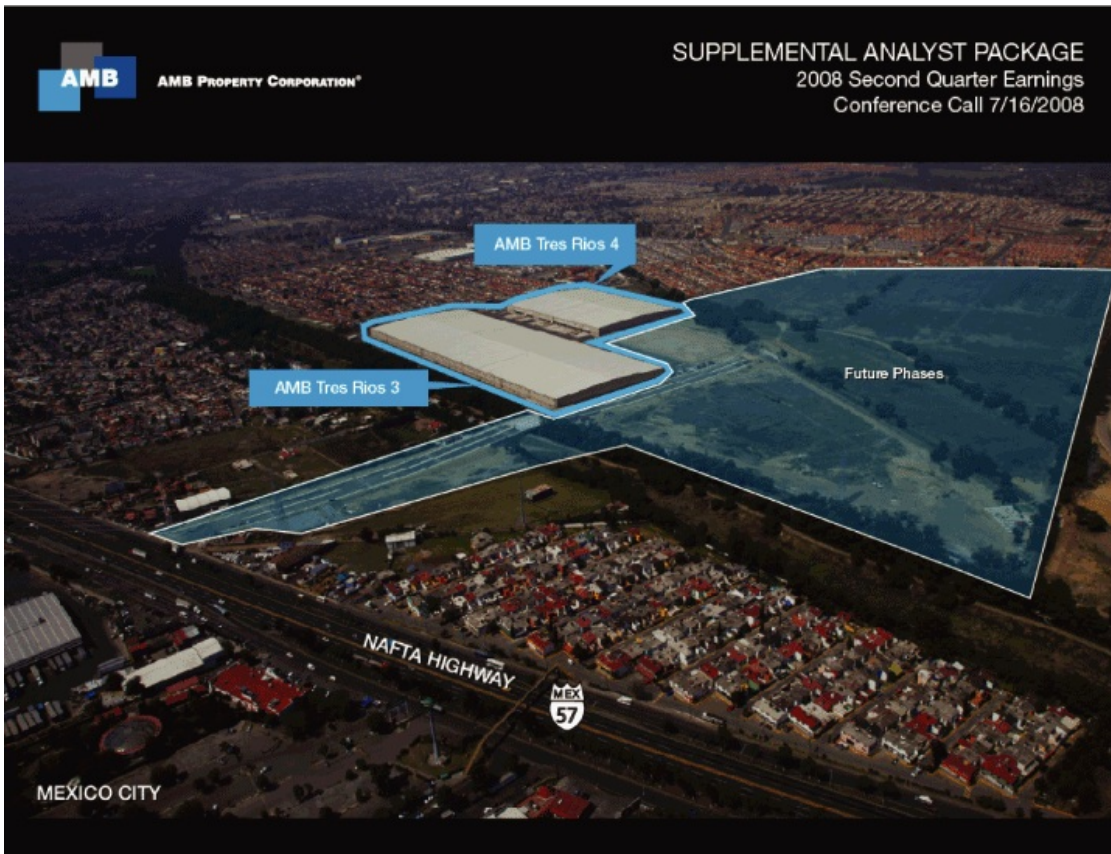 AMB
AMB PROPERTY CORPORATION®
SUPPLEMENTAL ANALYST PACKAGE
2008 Second Quarter Earnings
Conference Call 7/16/2008
AMB Tres Rios 4
AMB Tres Rios 3
Future Phases
NAFTA HIGHWAY
MEX
57
MEXICO CITY